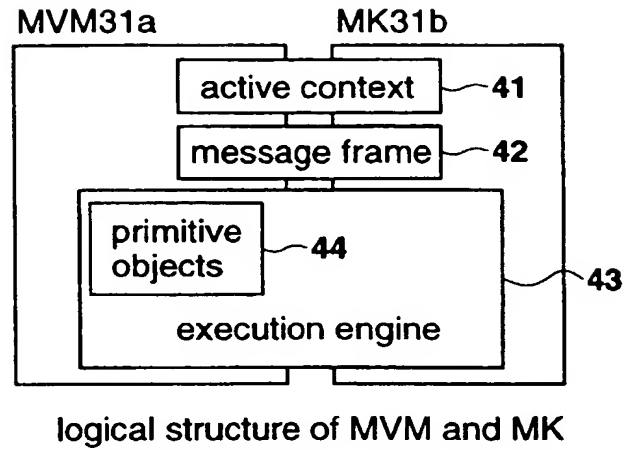 MVM31a MK31b
active context 41
message frame 42
primitive 44
objects 43
execution engine
logical structure of MVM and MK